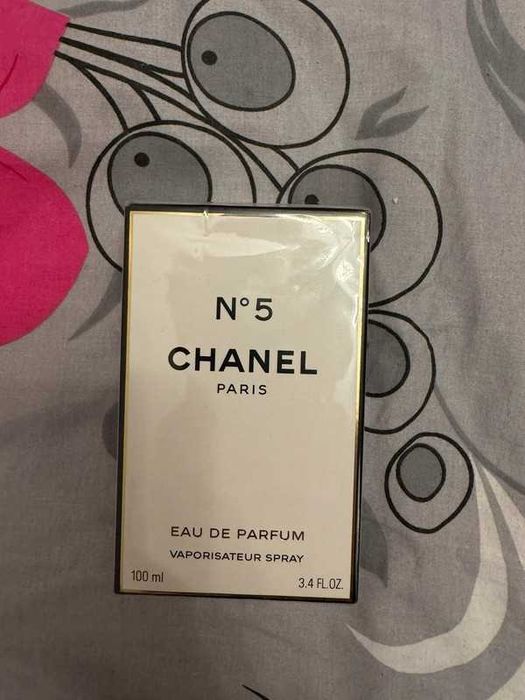 N°5
CHANEL
PARIS
EAU DE PARFUM
VAPORISATEUR SPRAY
100 ml
3.4 FL.OZ.